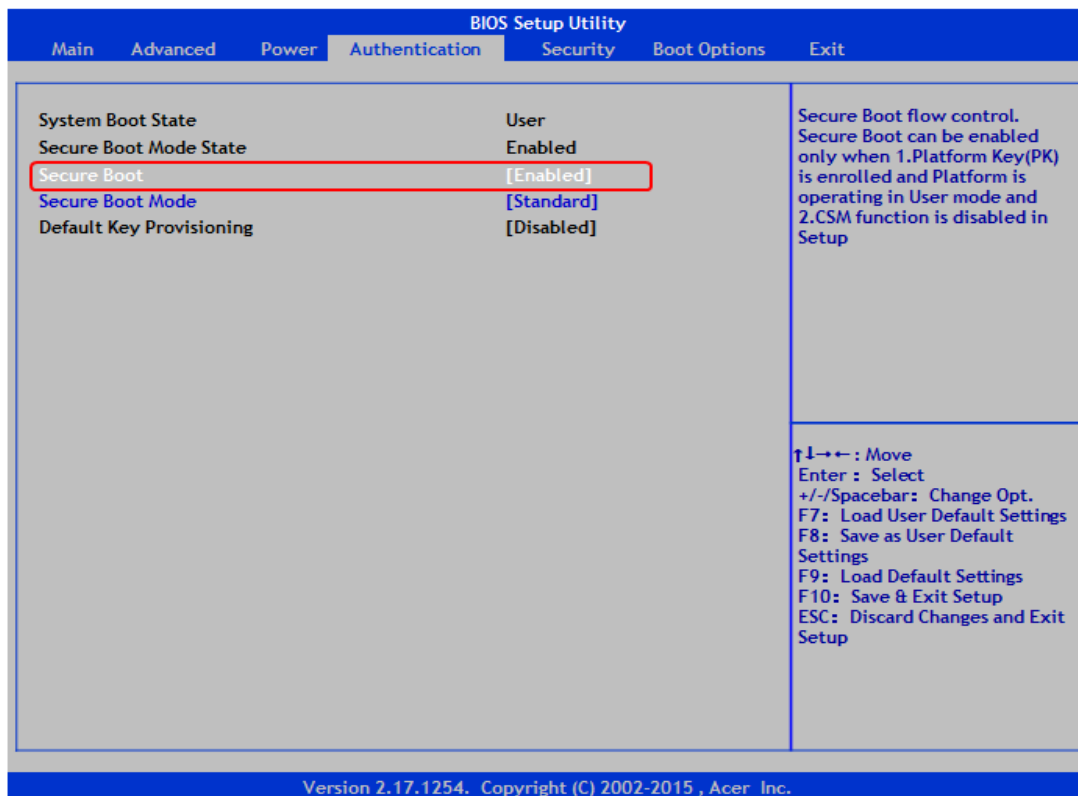 BIOS Setup Utility
Main Advanced Power Authentication Security Boot Options Exit
System Boot State User
Secure Boot Mode State Enabled
Secure Boot [Enabled]
Secure Boot Mode [Standard]
Default Key Provisioning [Disabled]
Secure Boot flow control.
Secure Boot can be enabled
only when 1.Platform Key(PK)
is enrolled and Platform is
operating in User mode and
2.CSM function is disabled in
Setup
↑↓→←: Move
Enter : Select
+/-/Spacebar: Change Opt.
F7: Load User Default Settings
F8: Save as User Default
Settings
F9: Load Default Settings
F10: Save & Exit Setup
ESC: Discard Changes and Exit
Setup
Version 2.17.1254. Copyright (C) 2002-2015 , Acer Inc.